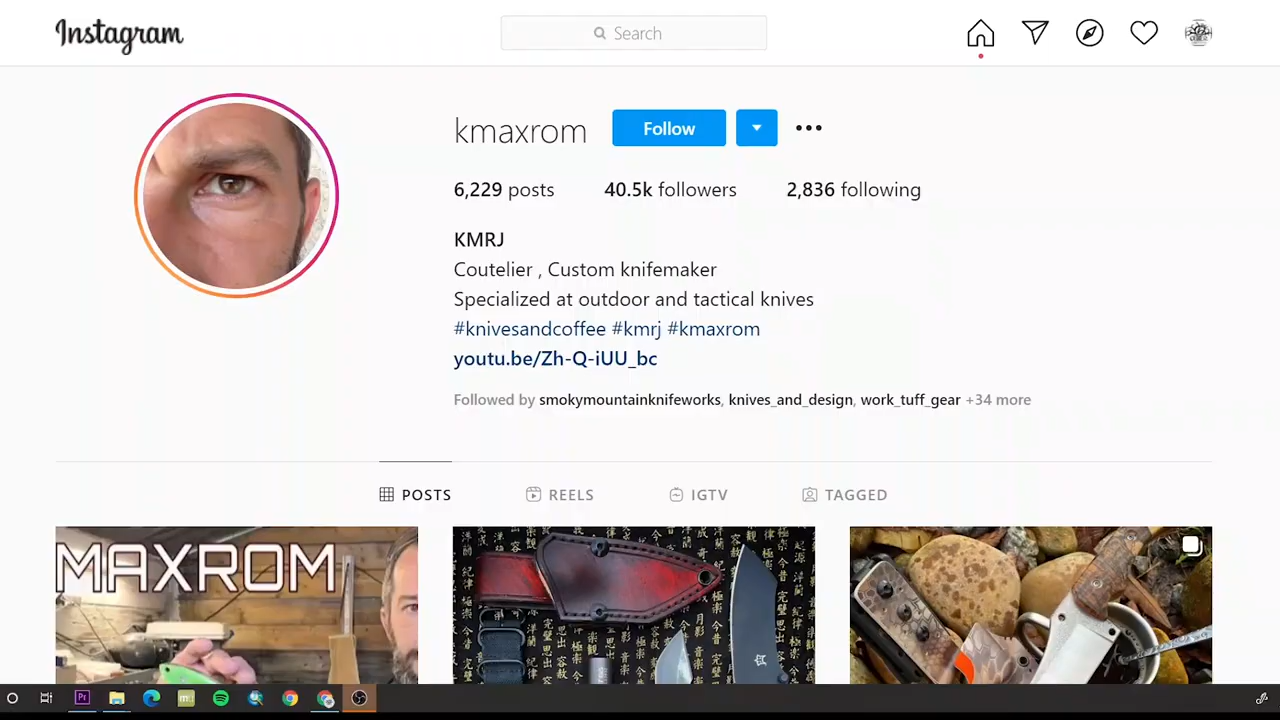 Instagram
Search
kmaxrom
Follow
6,229 posts
40.5k followers
2,836 following
KMRJ
Coutelier , Custom knifemaker
Specialized at outdoor and tactical knives
#knivesandcoffee #kmrj #kmaxrom
youtu.be/Zh-Q-iUU_bc
Followed by smokymountainknifeworks, knives_and_design, work_tuff_gear +34 more
POSTS
REELS
IGTV
TAGGED
MAXROM
Pr